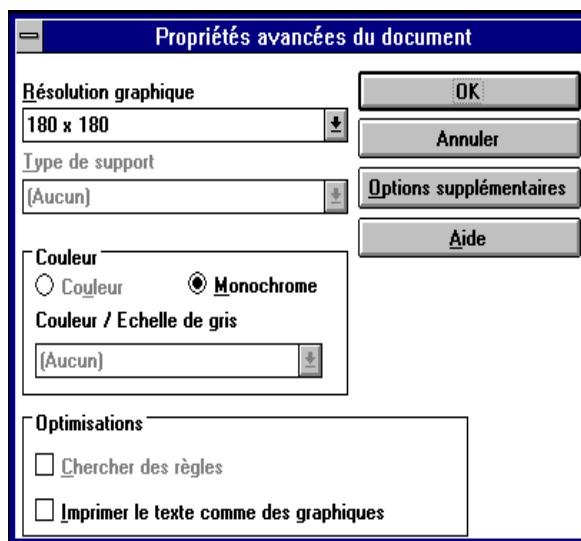 Propriétés avancées du document
Résolution graphique
180 x 180
Type de support
(Aucun)
OK
Annuler
Options supplémentaires
Aide
Couleur
Couleur
Monochrome
Couleur / Echelle de gris
(Aucun)
Optimisations
Chercher des règles
Imprimer le texte comme des graphiques